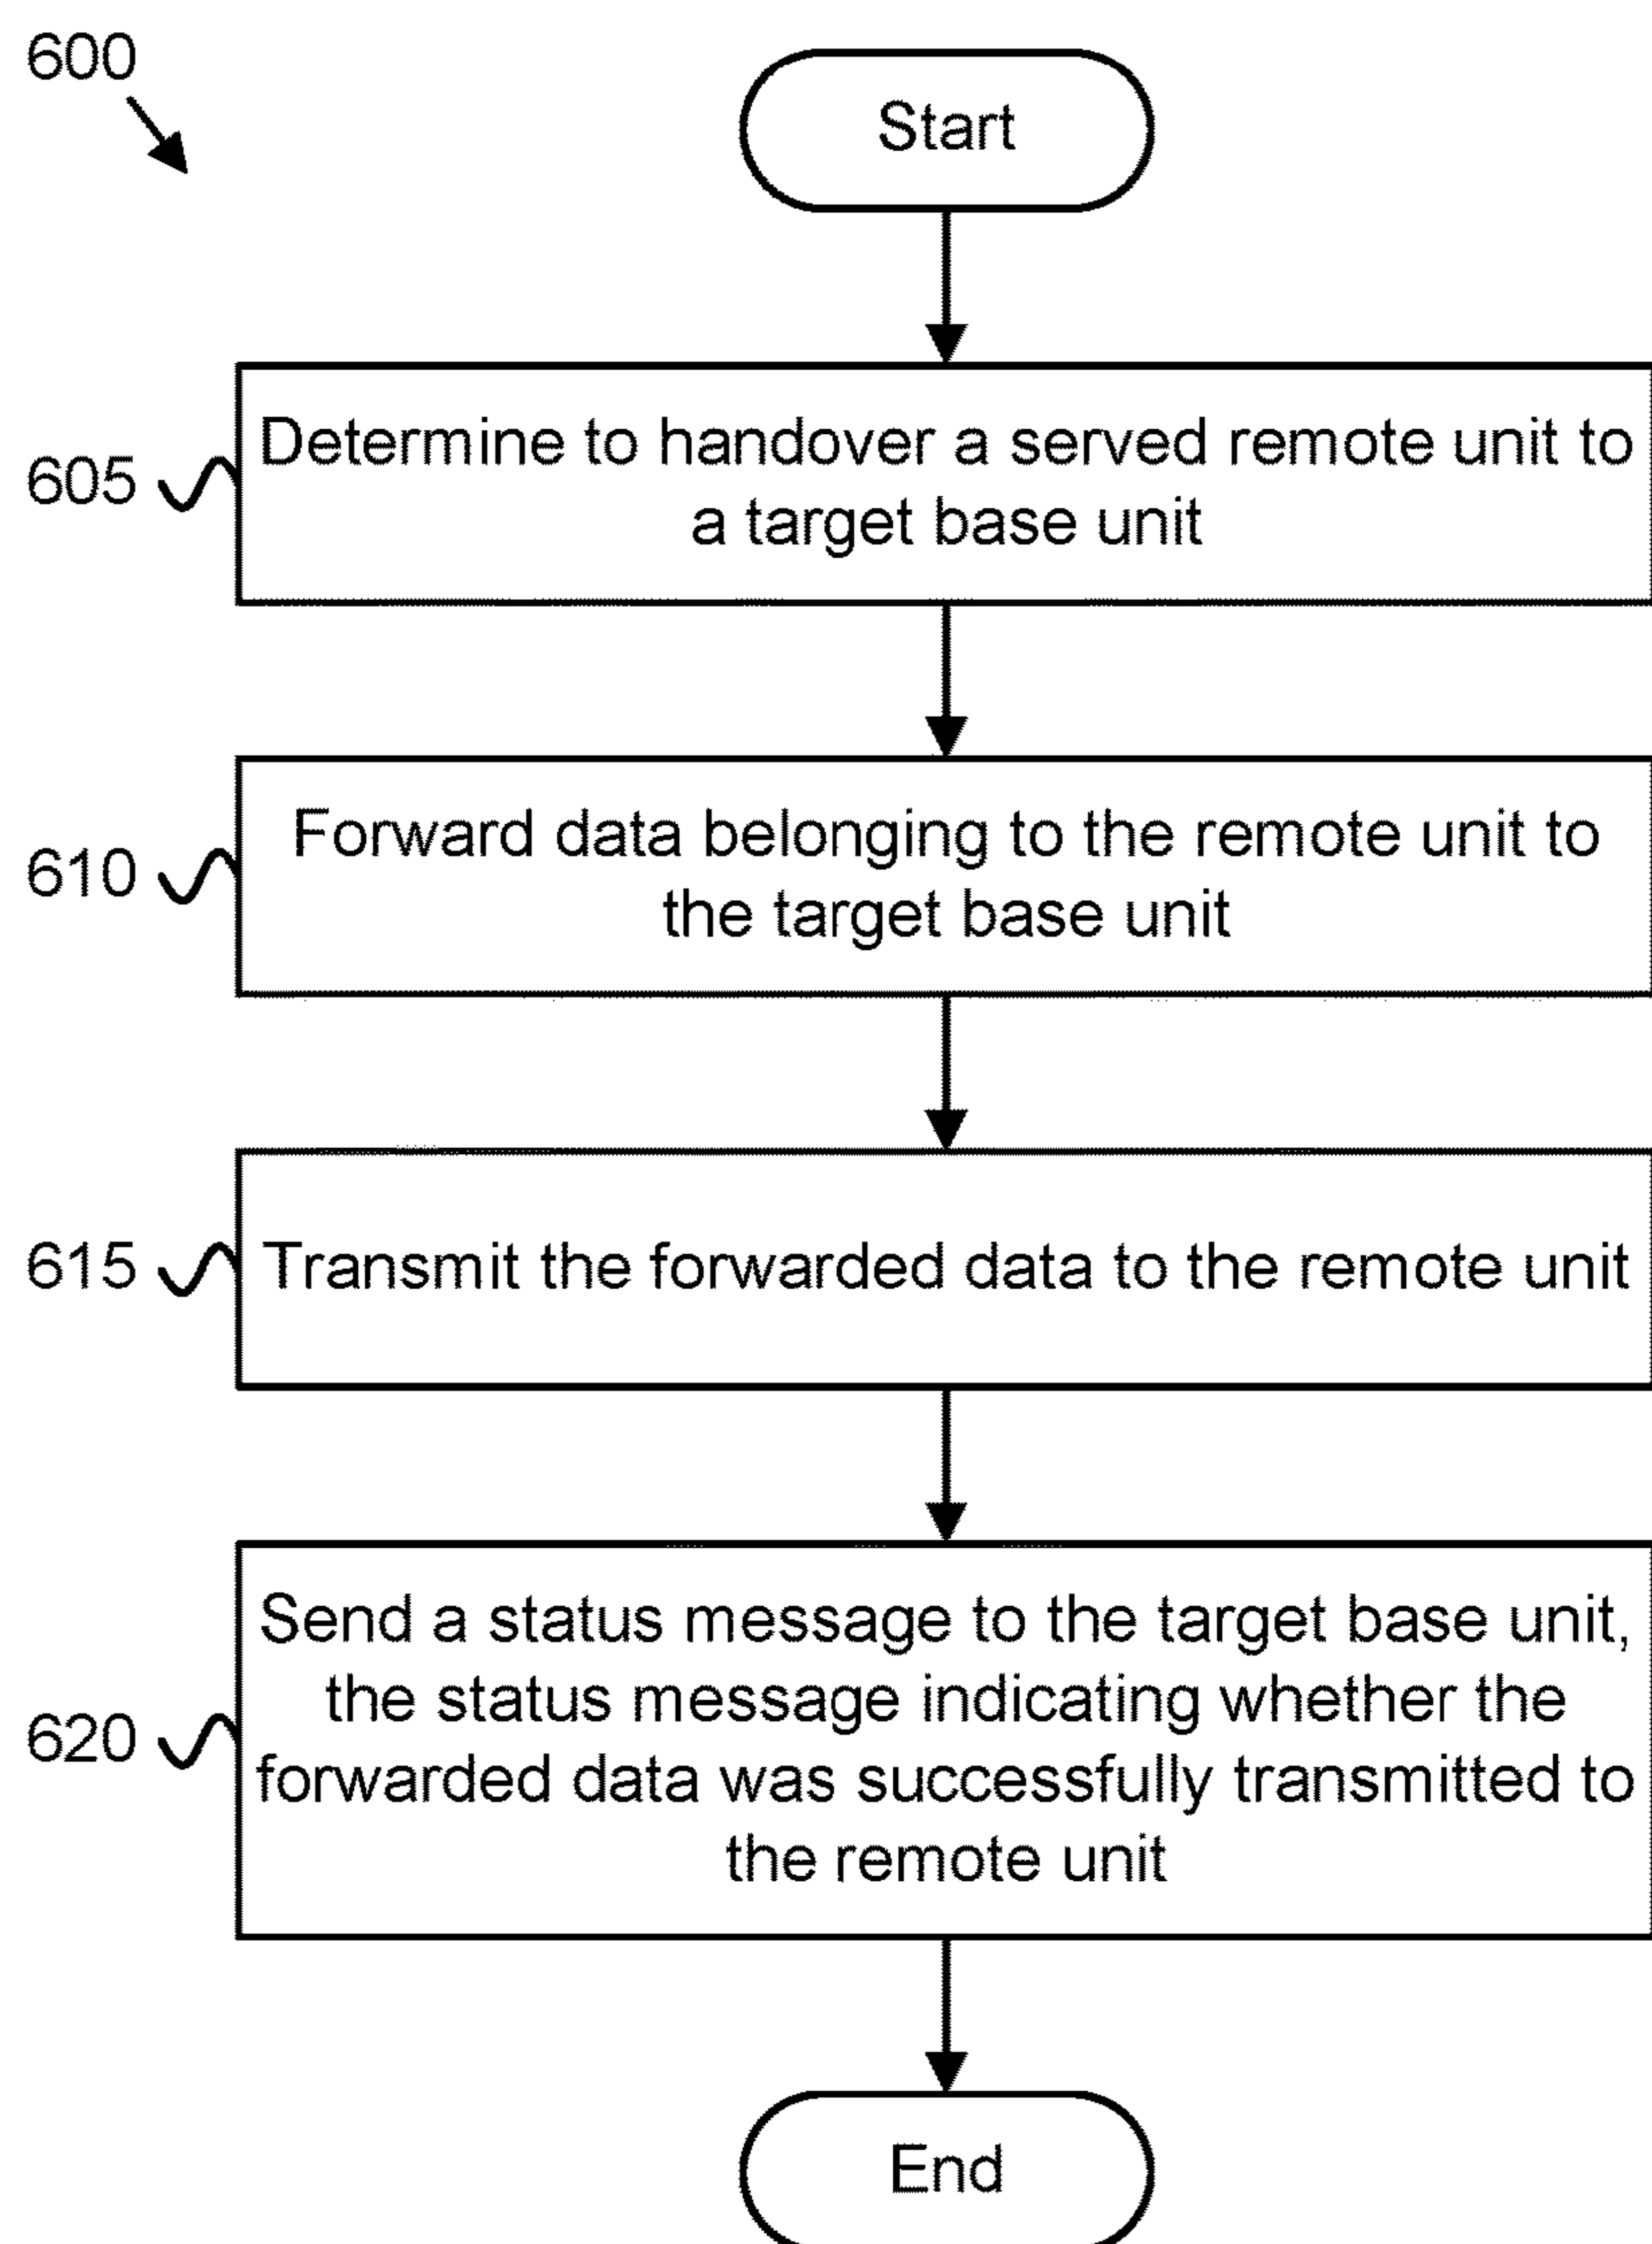 600
Start
605
Determine to handover a served remote unit to
a target base unit
610
Forward data belonging to the remote unit to
the target base unit
615
Transmit the forwarded data to the remote unit
620
Send a status message to the target base unit,
the status message indicating whether the
forwarded data was successfully transmitted to
the remote unit
End